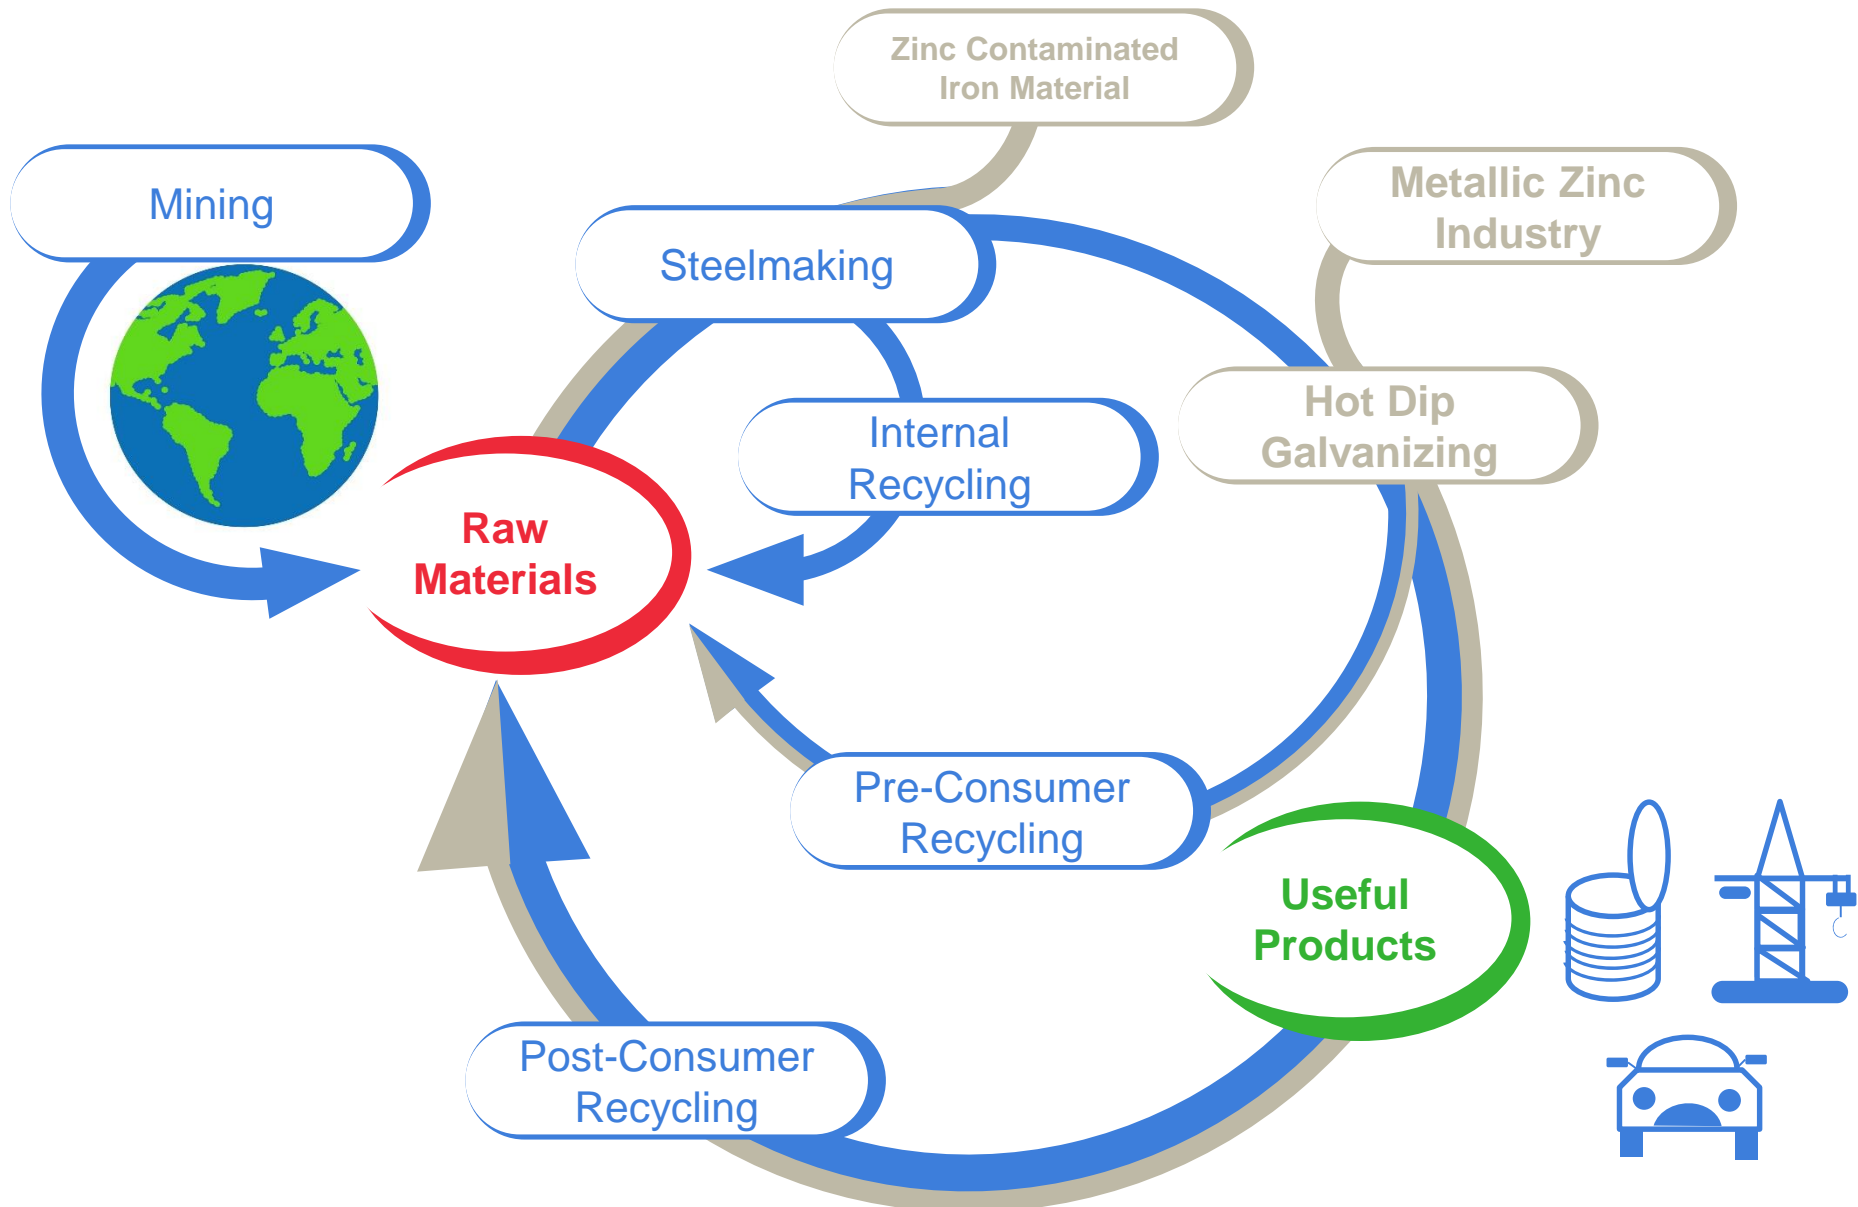 Zinc Contaminated
Iron Material
Mining
Metallic Zinc
Industry
Steelmaking
Hot Dip
Galvanizing
Internal
Recycling
Raw
Materials
Pre-Consumer
Recycling
Useful
Products
Post-Consumer
Recycling